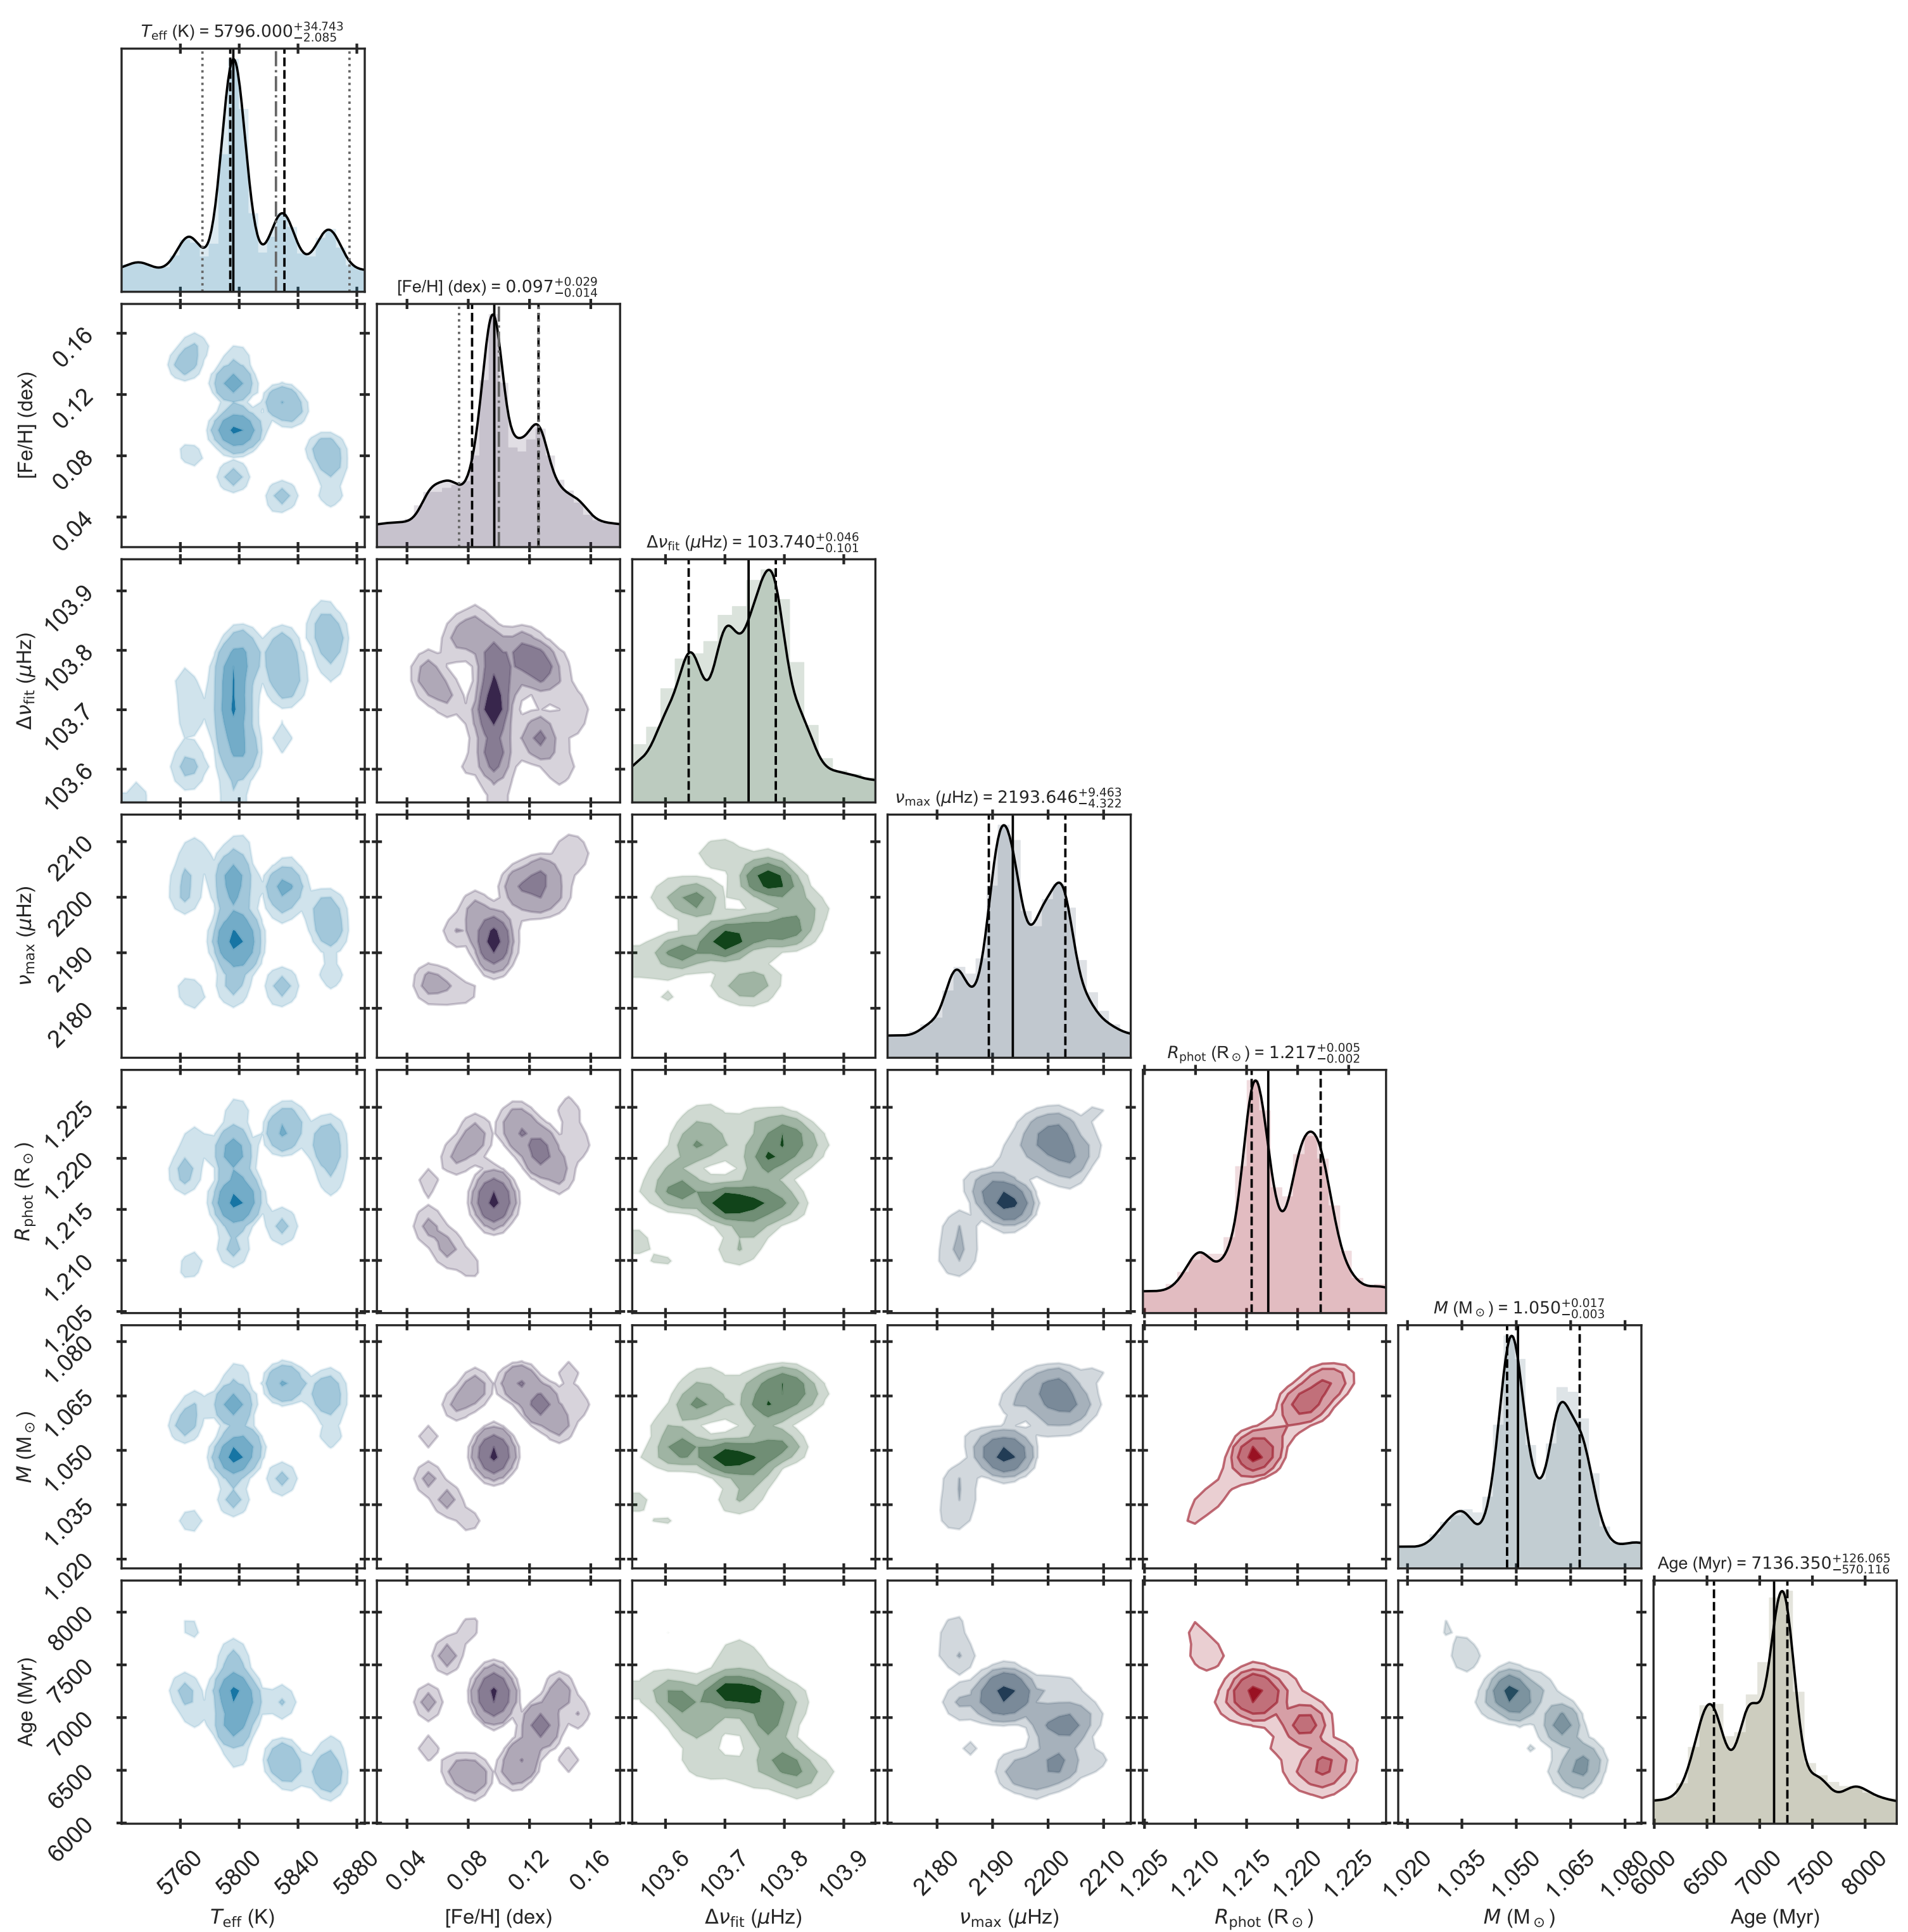 T_eff (K) = 5796.000 +34.743 −2.085
[Fe/H] (dex) = 0.097 +0.029 −0.014
0.16
0.12
0.08
0.04
[Fe/H] (dex)
Δν_fit (μHz) = 103.740 +0.046 −0.101
103.9
103.8
103.7
103.6
Δν_fit (μHz)
ν_max (μHz) = 2193.646 +9.463 −4.322
2210
2200
2190
2180
ν_max (μHz)
R_phot (R⊙) = 1.217 +0.005 −0.002
1.225
1.220
1.215
1.210
1.205
R_phot (R⊙)
M (M⊙) = 1.050 +0.017 −0.003
1.080
1.065
1.050
1.035
1.020
M (M⊙)
Age (Myr) = 7136.350 +126.065 −570.116
8000
7500
7000
6500
6000
Age (Myr)
5760 5800 5840 5880 0.04 0.08 0.12 0.16 103.6 103.7 103.8 103.9 2180 2190 2200 2210 1.205 1.210 1.215 1.220 1.225 1.020 1.035 1.050 1.065 1.080 6000 6500 7000 7500 8000
T_eff (K) [Fe/H] (dex) Δν_fit (μHz) ν_max (μHz) R_phot (R⊙) M (M⊙) Age (Myr)